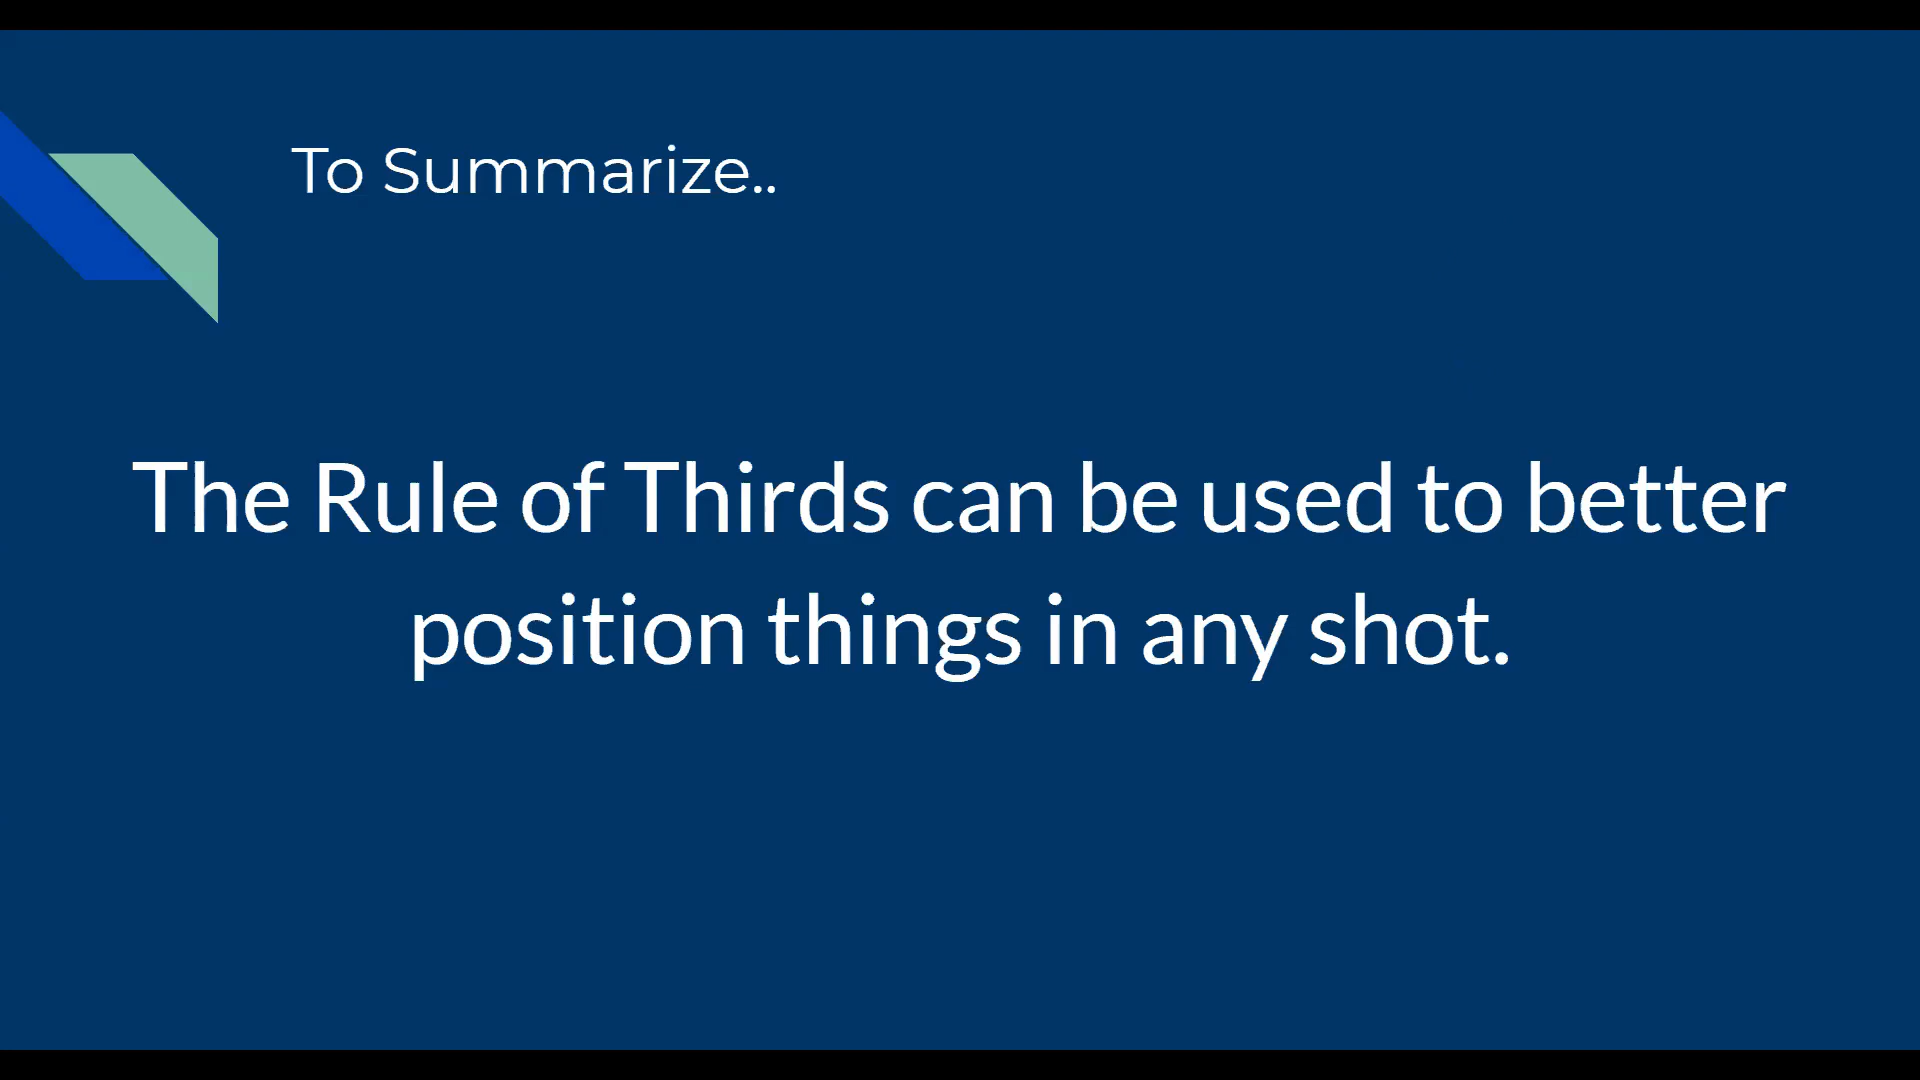 To Summarize..
The Rule of Thirds can be used to better
position things in any shot.